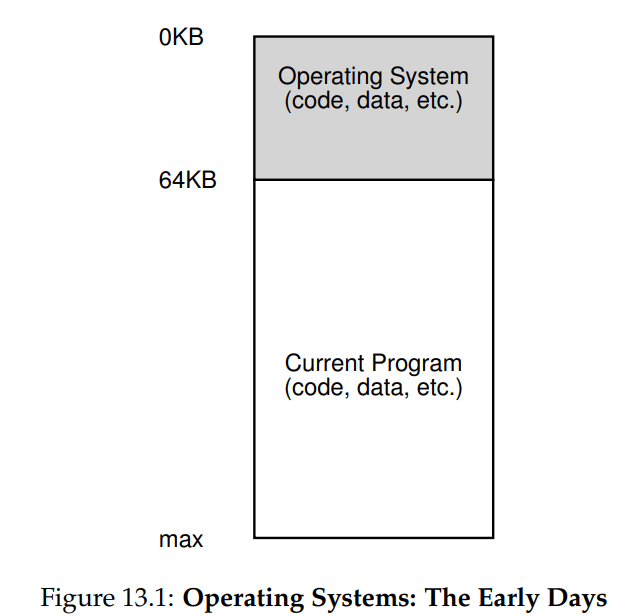 0KB
Operating System
(code, data, etc.)
64KB
Current Program
(code, data, etc.)
max
Figure 13.1: Operating Systems: The Early Days